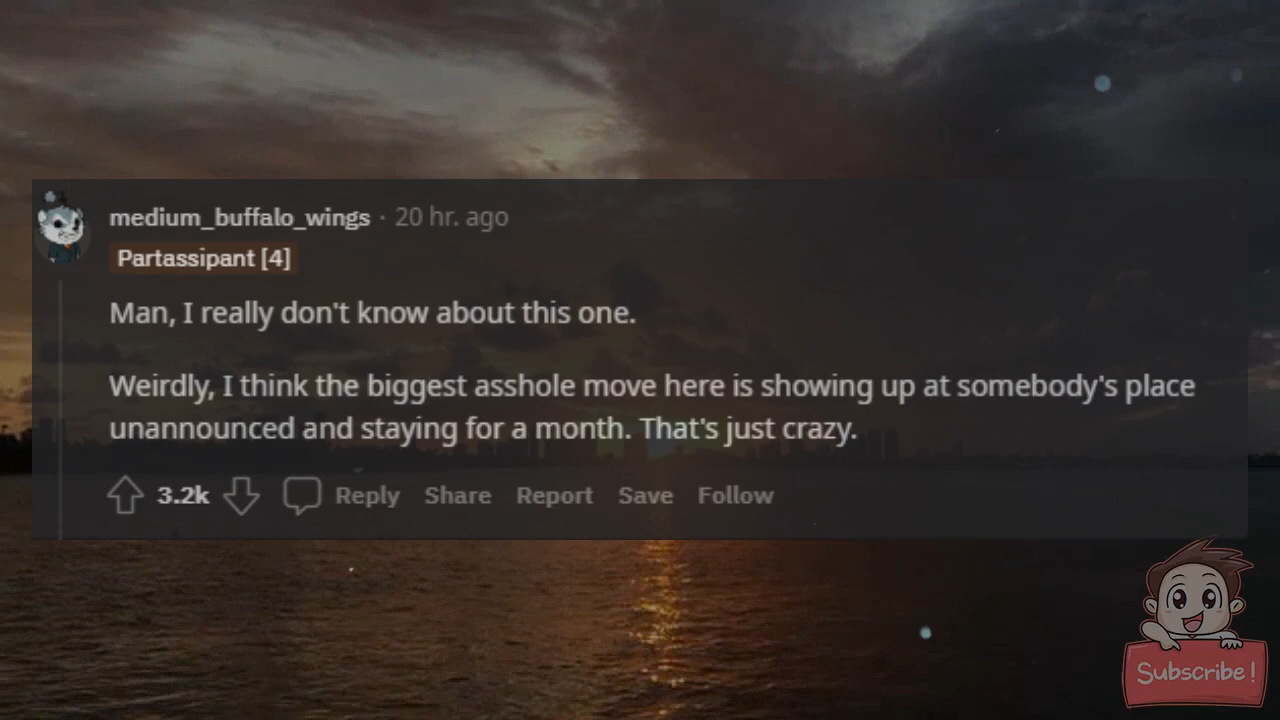 medium_buffalo_wings · 20 hr. ago
Partassipant [4]
Man, I really don't know about this one.
Weirdly, I think the biggest asshole move here is showing up at somebody's place
unannounced and staying for a month. That's just crazy.
3.2k Reply Share Report Save Follow
Subscribe!